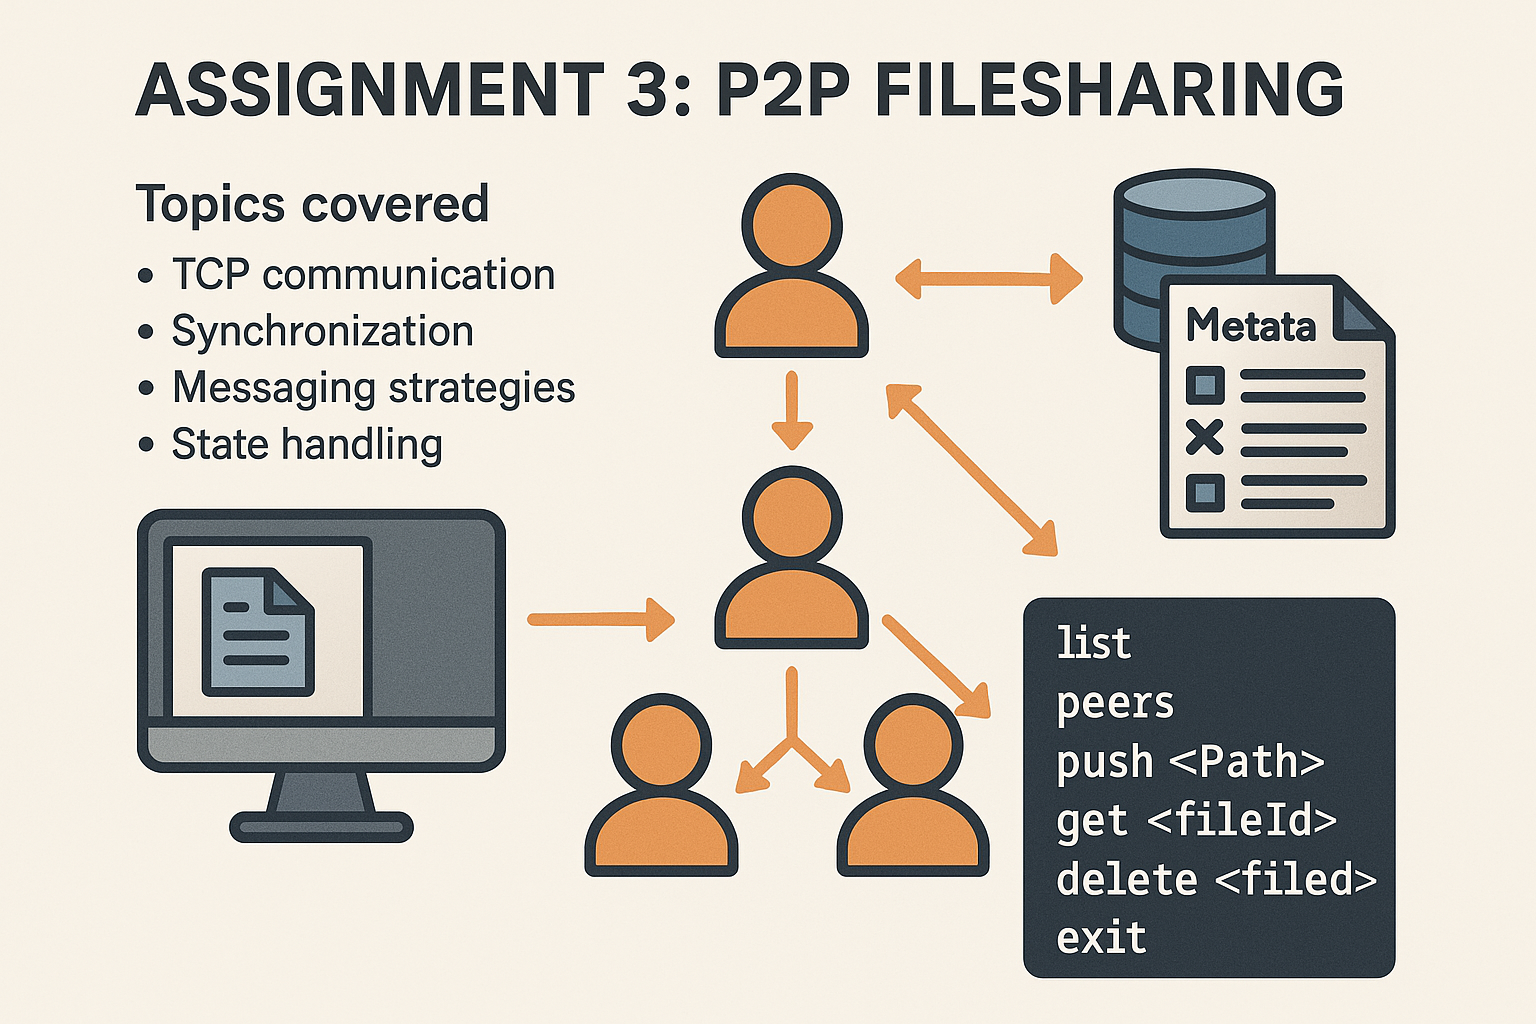 ASSIGNMENT 3: P2P FILESHARING
Topics covered
• TCP communication
• Synchronization
• Messaging strategies
• State handling
Metata
list
peers
push <Path>
get <fileId>
delete <filed>
exit